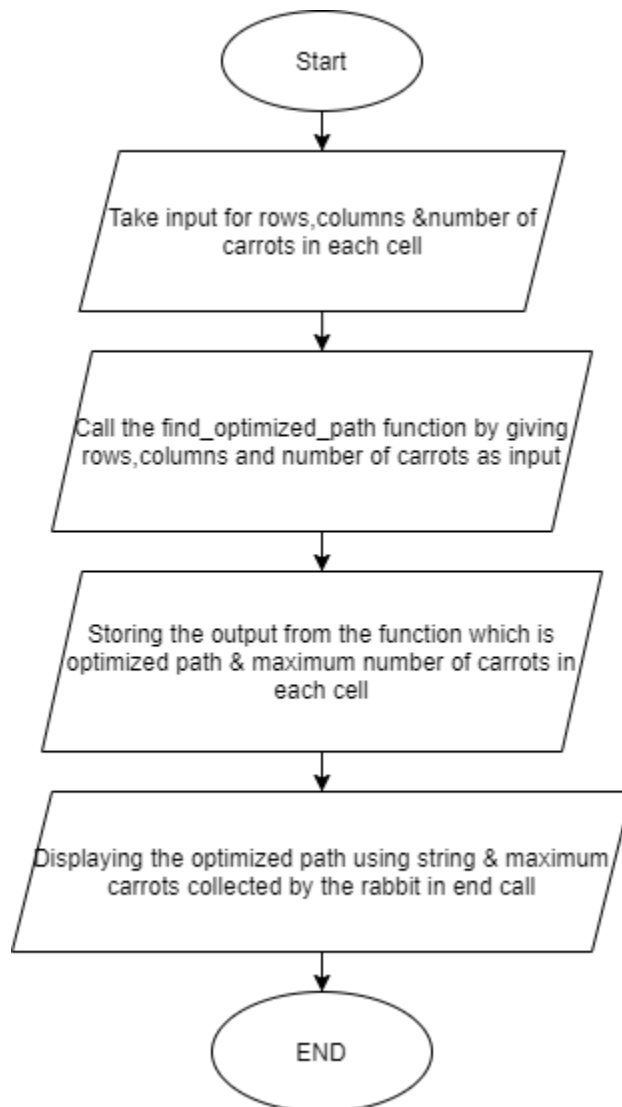 Start
Take input for rows,columns &number of
carrots in each cell
Call the find_optimized_path function by giving
rows,columns and number of carrots as input
Storing the output from the function which is
optimized path & maximum number of carrots in
each cell
Displaying the optimized path using string & maximum
carrots collected by the rabbit in end call
END